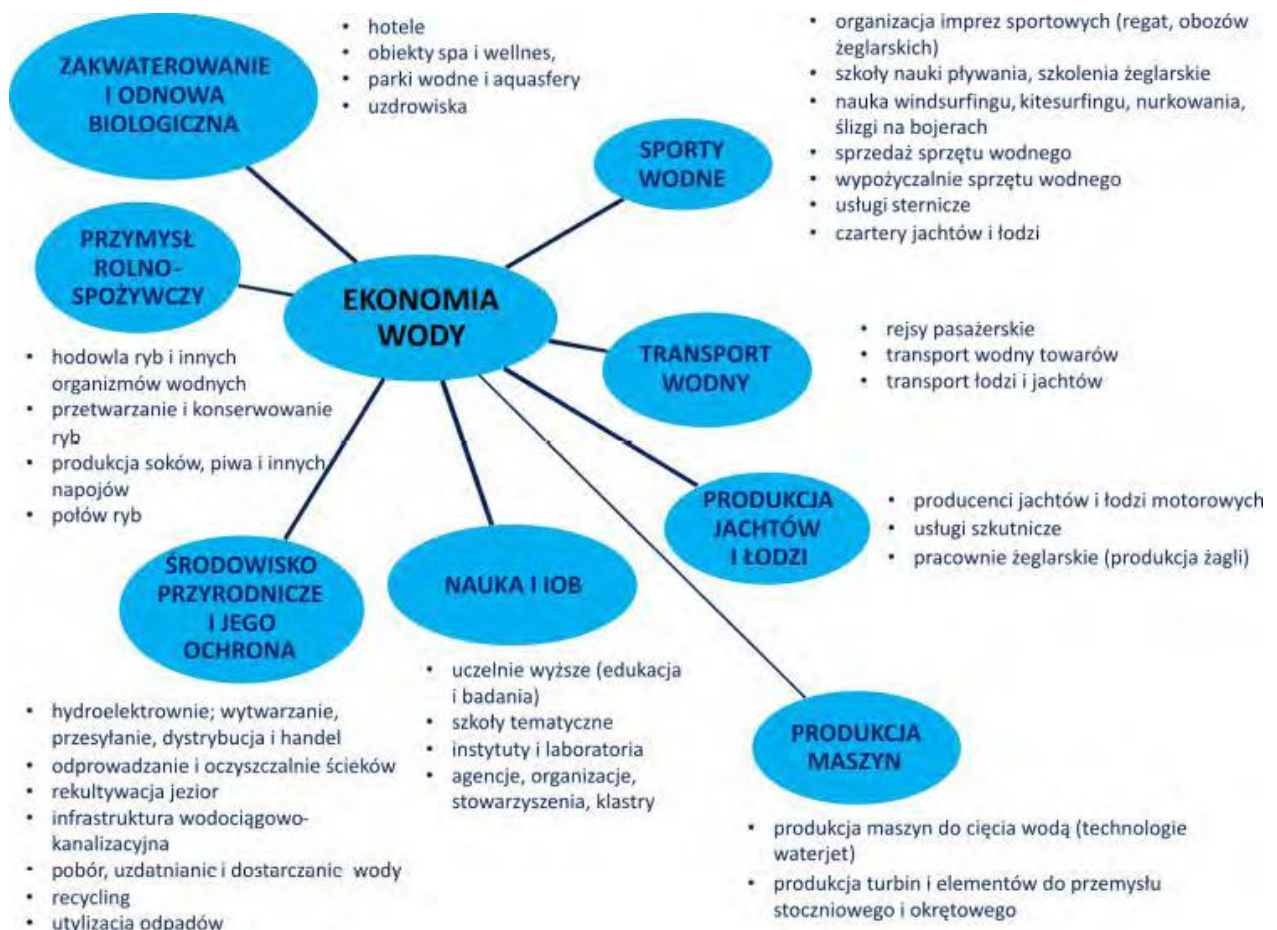 ZAKWATEROWANIE
I ODNOWA
BIOLOGICZNA
• hotele
• obiekty spa i wellnes,
• parki wodne i aquasfery
• uzdrowiska
SPORTY
WODNE
• organizacja imprez sportowych (regat, obozów
żeglarskich)
• szkoły nauki pływania, szkolenia żeglarskie
• nauka windsurfingu, kitesurfingu, nurkowania,
ślizgi na bojerach
• sprzedaż sprzętu wodnego
• wypożyczalnie sprzętu wodnego
• usługi sternicze
• czartery jachtów i łodzi
PRZYMYSŁ
ROLNO-
SPOŻYWCZY
• hodowla ryb i innych
organizmów wodnych
• przetwarzanie i konserwowanie
ryb
• produkcja soków, piwa i innych
napojów
• połów ryb
EKONOMIA
WODY
TRANSPORT
WODNY
• rejsy pasażerskie
• transport wodny towarów
• transport łodzi i jachtów
PRODUKCJA
JACHTÓW
I ŁODZI
• producenci jachtów i łodzi motorowych
• usługi szkutnicze
• pracownie żeglarskie (produkcja żagli)
ŚRODOWISKO
PRZYRODNICZE
I JEGO
OCHRONA
• hydroelektrownie; wytwarzanie,
przesyłanie, dystrybucja i handel
• odprowadzanie i oczyszczalnie ścieków
• rekultywacja jezior
• infrastruktura wodociągowo-
kanalizacyjna
• pobór, uzdatnianie i dostarczanie wody
• recycling
• utylizacja odpadów
NAUKA I IOB
• uczelnie wyższe (edukacja
i badania)
• szkoły tematyczne
• instytuty i laboratoria
• agencje, organizacje,
stowarzyszenia, klastry
PRODUKCJA
MASZYN
• produkcja maszyn do cięcia wodą (technologie
waterjet)
• produkcja turbin i elementów do przemysłu
stoczniowego i okrętowego